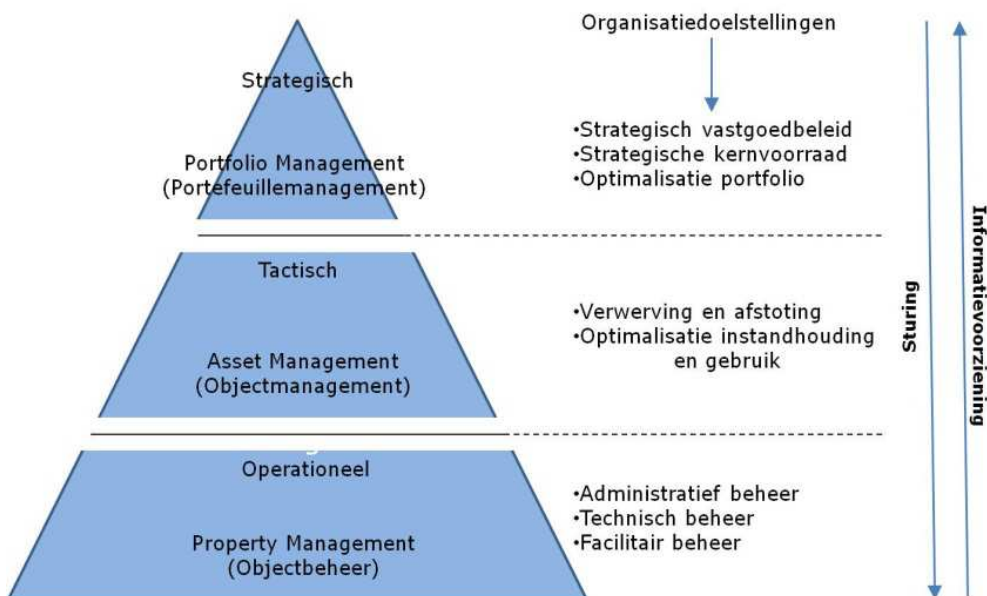 Organisatiedoelstellingen
Strategisch
Portfolio Management
(Portefeuillemanagement)
•Strategisch vastgoedbeleid
•Strategische kernvoorraad
•Optimalisatie portfolio
Tactisch
Asset Management
(Objectmanagement)
•Verwerving en afstoting
•Optimalisatie instandhouding
en gebruik
Operationeel
Property Management
(Objectbeheer)
•Administratief beheer
•Technisch beheer
•Facilitair beheer
Sturing
Informatievoorziening